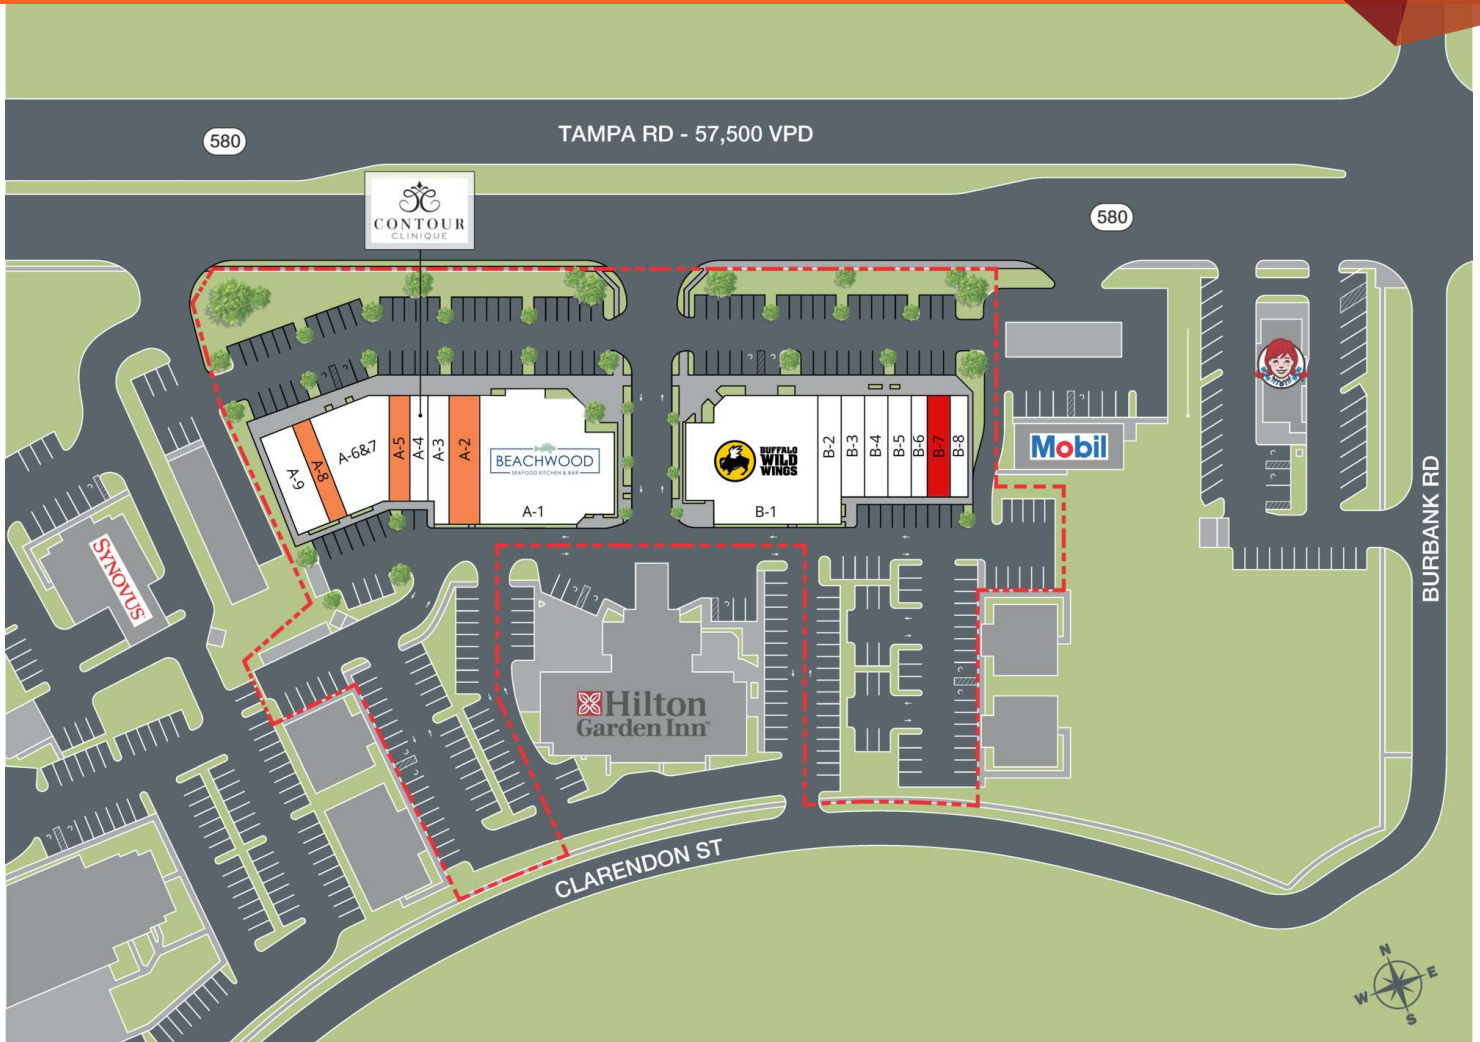 TAMPA RD - 57,500 VPD
580
580
CONTOUR
CLINIQUE
A-9
A-8
A-6&7
A-5
A-4
A-3
A-2
BEACHWOOD
SEAFOOD KITCHEN & BAR
A-1
BUFFALO
WILD
WINGS
B-1
B-2
B-3
B-4
B-5
B-6
B-7
B-8
Mobil
SYNOVUS
Hilton
Garden Inn™
BURBANK RD
CLARENDON ST
N
E
W
S